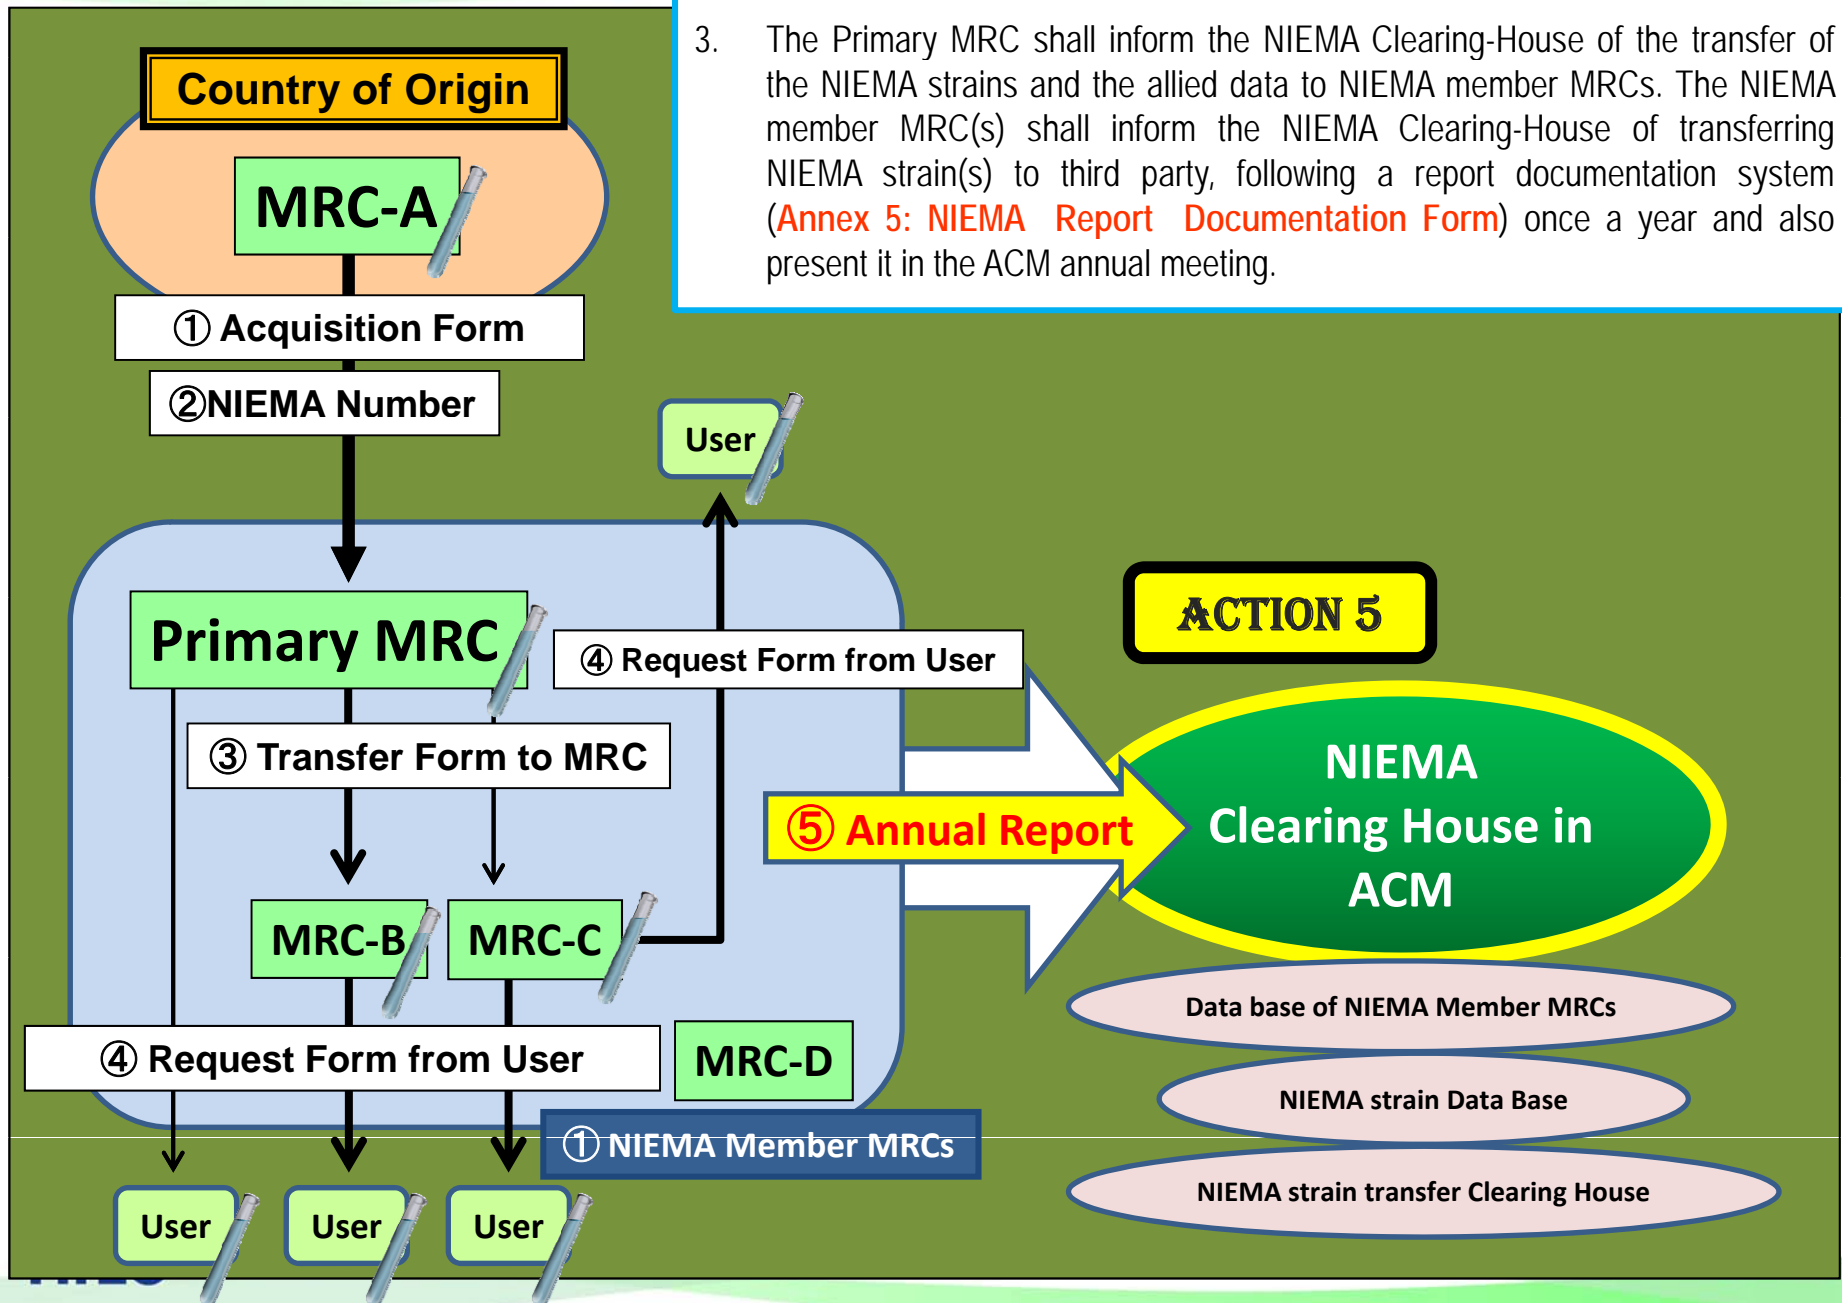 3. The Primary MRC shall inform the NIEMA Clearing-House of the transfer of
the NIEMA strains and the allied data to NIEMA member MRCs. The NIEMA
member MRC(s) shall inform the NIEMA Clearing-House of transferring
NIEMA strain(s) to third party, following a report documentation system
(Annex 5: NIEMA Report Documentation Form) once a year and also
present it in the ACM annual meeting.
Country of Origin
MRC-A
① Acquisition Form
②NIEMA Number
User
Primary MRC
④ Request Form from User
ACTION 5
③ Transfer Form to MRC
⑤ Annual Report
NIEMA
Clearing House in
ACM
MRC-B
MRC-C
Data base of NIEMA Member MRCs
④ Request Form from User
MRC-D
NIEMA strain Data Base
① NIEMA Member MRCs
NIEMA strain transfer Clearing House
User
User
User